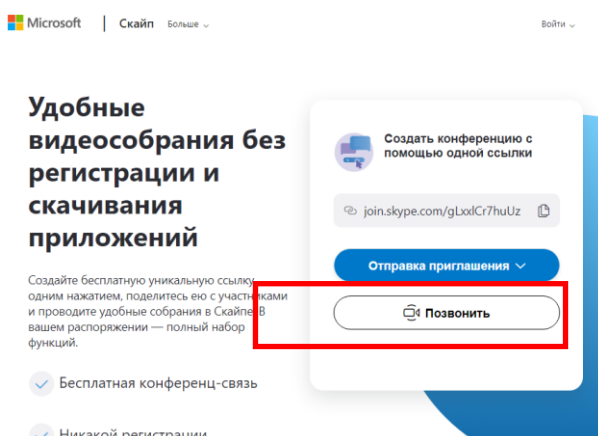 Microsoft | Скайп Больше Войти
Удобные
видеособрания без
регистрации и
скачивания
приложений
Создайте бесплатную уникальную ссылку
одним нажатием, поделитесь ею с участниками
и проводите удобные собрания в Скайпе. В
вашем распоряжении — полный набор
функций.
Бесплатная конференц-связь
Никакой регистрации
Создать конференцию с
помощью одной ссылки
join.skype.com/gLxxlCr7huUz
Отправка приглашения
Позвонить